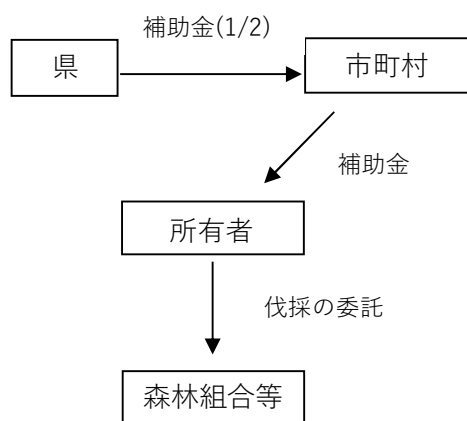 補助金(1/2)
県
市町村
補助金
所有者
伐採の委託
森林組合等